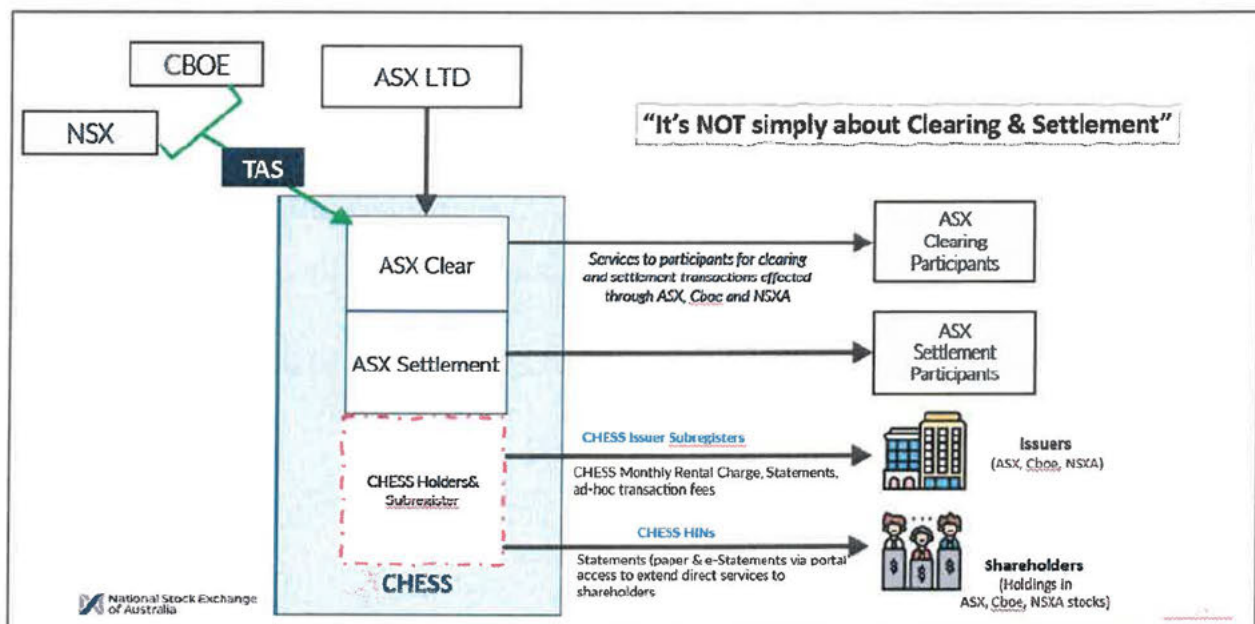 CBOE
ASX LTD
NSX
TAS
"It's NOT simply about Clearing & Settlement"
ASX Clear
Services to participants for clearing
and settlement transactions effected
through ASX, Cboe and NSXA
ASX
Clearing
Participants
ASX Settlement
ASX
Settlement
Participants
CHESS Holders&
Subregister
CHESS Issuer Subregisters
CHESS Monthly Rental Charge, Statements,
ad-hoc transaction fees
Issuers
(ASX, Cboe, NSXA)
CHESS HINs
Statements (paper & e-Statements via portal
access to extend direct services to
shareholders
Shareholders
(Holdings in
ASX, Cboe, NSXA stocks)
CHESS
National Stock Exchange
of Australia